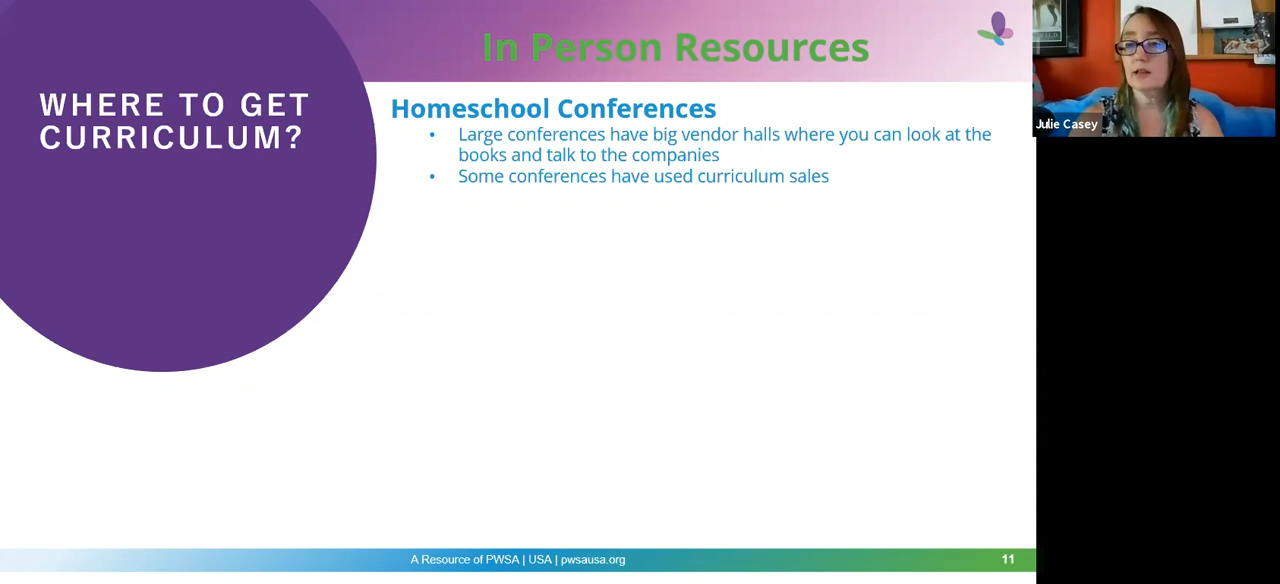 WHERE TO GET
CURRICULUM?
In Person Resources
Homeschool Conferences
• Large conferences have big vendor halls where you can look at the
books and talk to the companies
• Some conferences have used curriculum sales
Julie Casey
A Resource of PWSA | USA | pwsausa.org
11